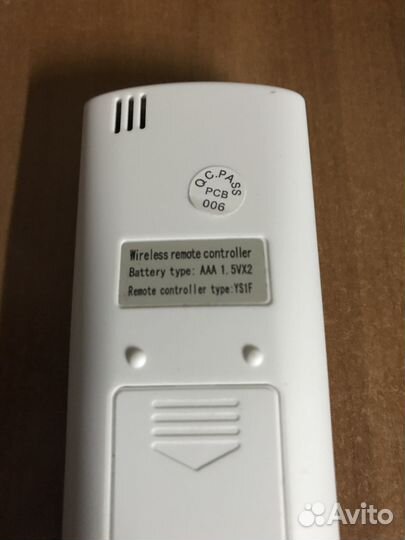 Q.C.PASS
PCB
006
Wireless remote controller
Battery type: AAA 1.5VX2
Remote controller type:YS1F
Avito